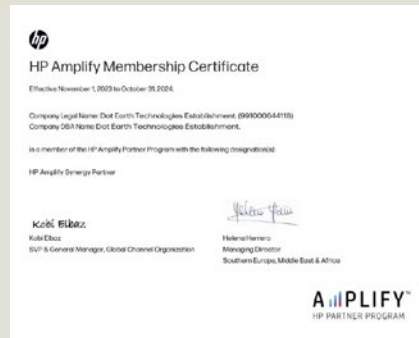 hp
HP Amplify Membership Certificate
Effective November 1, 2023 to October 31, 2024.
Company Legal Name: Dot Earth Technologies Establishment. (991000644118)
Company DBA Name: Dot Earth Technologies Establishment.
is a member of the HP Amplify Partner Program with the following designation(s):
HP Amplify Synergy Partner
Kobi Elbaz
Kobi Elbaz
SVP & General Manager, Global Channel Organization
Helena Herrero
Managing Director
Southern Europe, Middle East & Africa
AMPLIFY™
HP PARTNER PROGRAM